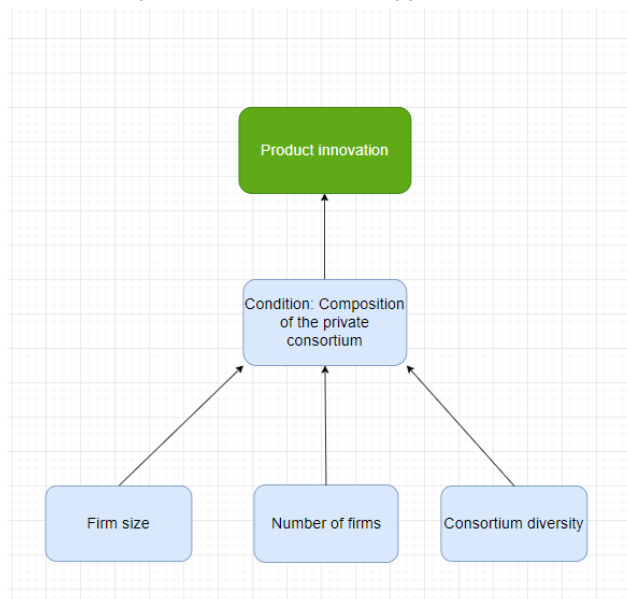 Product innovation
Condition: Composition
of the private
consortium
Firm size
Number of firms
Consortium diversity